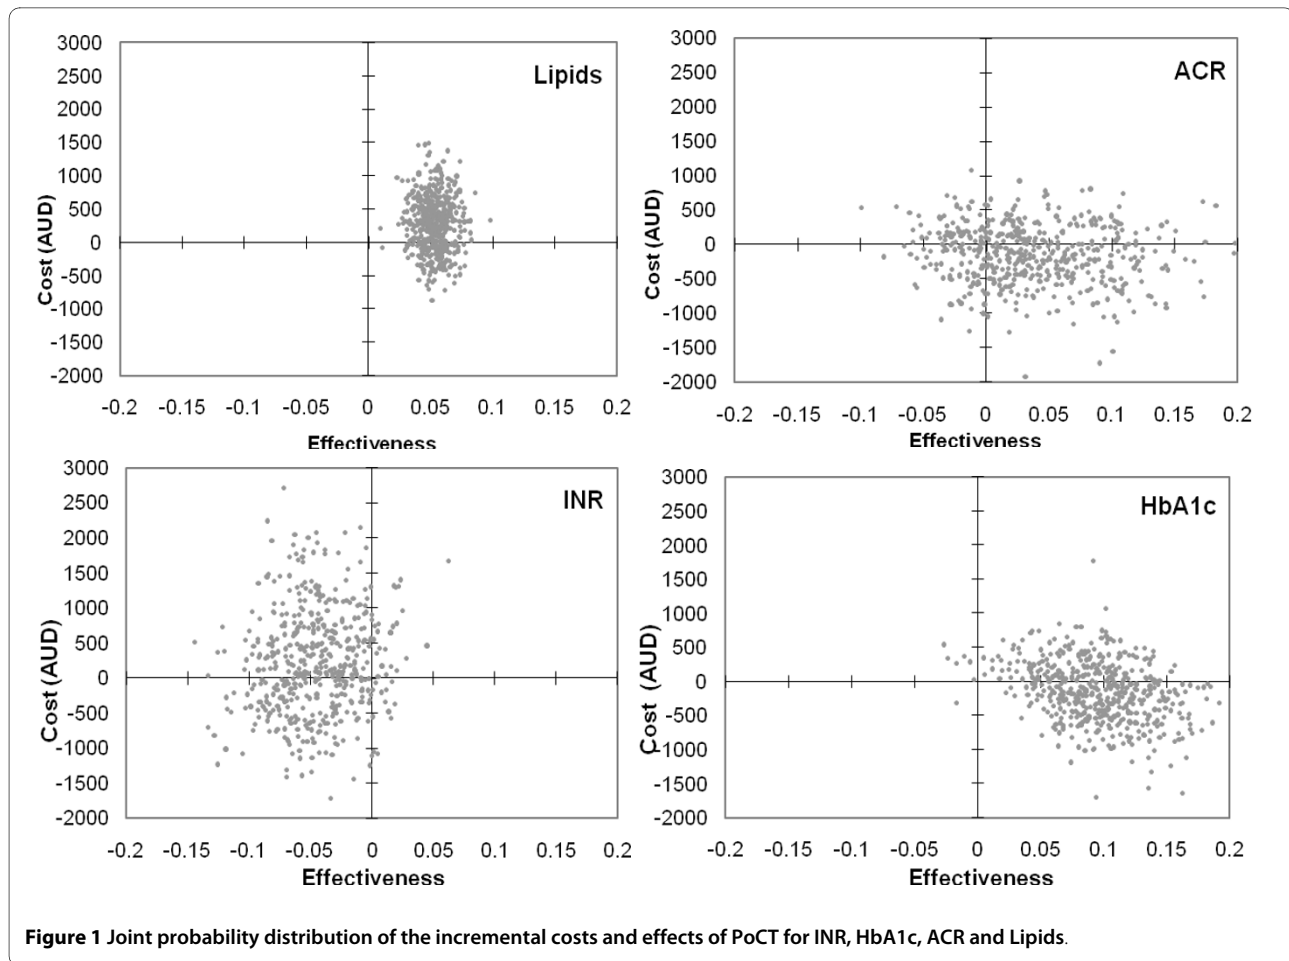 Lipids
3000
2500
2000
1500
1000
500
0
-500
-1000
-1500
-2000
Cost (AUD)
-0.2 -0.15 -0.1 -0.05 0 0.05 0.1 0.15 0.2
Effectiveness
ACR
3000
2500
2000
1500
1000
500
0
-500
-1000
-1500
-2000
Cost (AUD)
-0.2 -0.15 -0.1 -0.05 0 0.05 0.1 0.15 0.2
Effectiveness
INR
3000
2500
2000
1500
1000
500
0
-500
-1000
-1500
-2000
Cost (AUD)
-0.2 -0.15 -0.1 -0.05 0 0.05 0.1 0.15 0.2
Effectiveness
HbA1c
3000
2500
2000
1500
1000
500
0
-500
-1000
-1500
-2000
Cost (AUD)
-0.2 -0.15 -0.1 -0.05 0 0.05 0.1 0.15 0.2
Effectiveness
Figure 1 Joint probability distribution of the incremental costs and effects of PoCT for INR, HbA1c, ACR and Lipids.